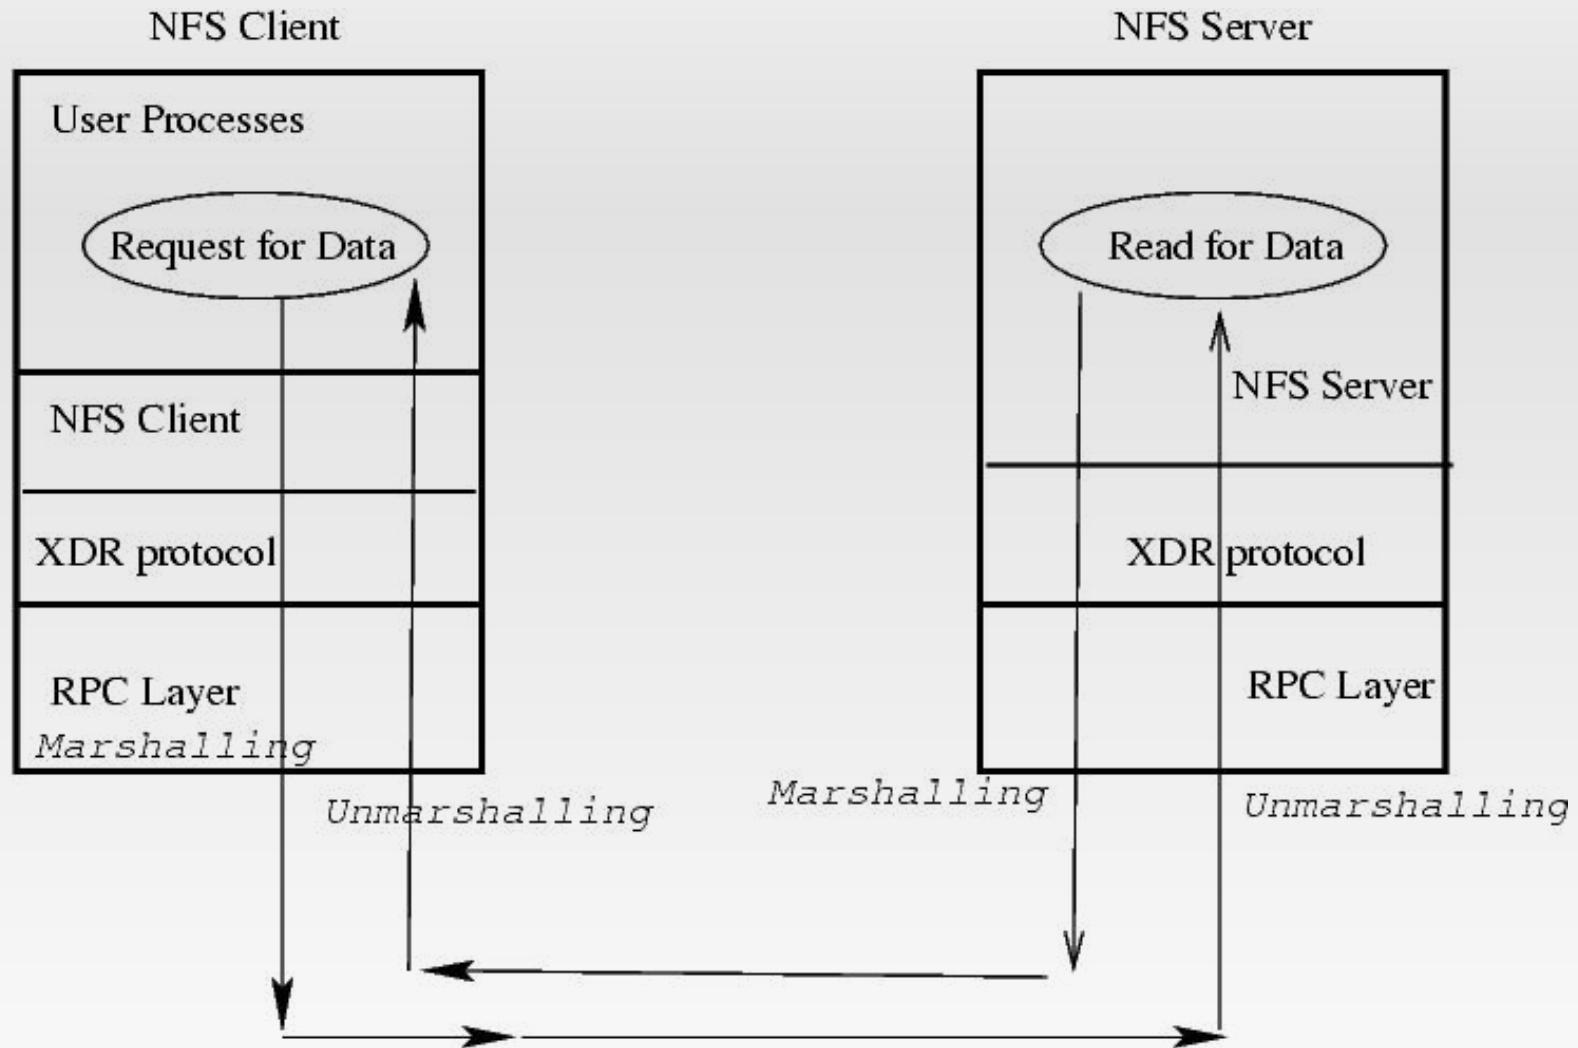 NFS Client
User Processes
Request for Data
NFS Client
XDR protocol
RPC Layer
Marshalling
Unmarshalling
NFS Server
Read for Data
NFS Server
XDR protocol
RPC Layer
Marshalling
Unmarshalling